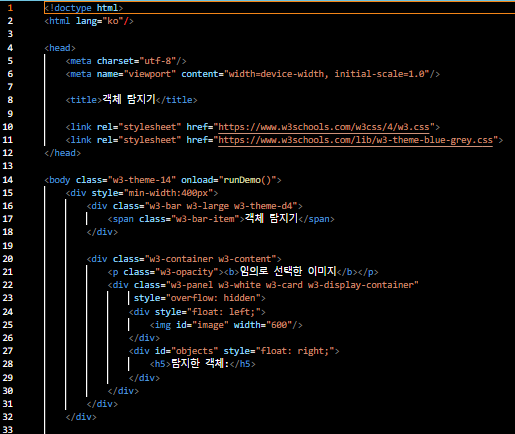 1 <!doctype html>
2 <html lang="ko"/>
3
4 <head>
5 <meta charset="utf-8"/>
6 <meta name="viewport" content="width=device-width, initial-scale=1.0"/>
7
8 <title>객체 탐지기</title>
9
10 <link rel="stylesheet" href="https://www.w3schools.com/w3css/4/w3.css">
11 <link rel="stylesheet" href="https://www.w3schools.com/lib/w3-theme-blue-grey.css">
12 </head>
13
14 <body class="w3-theme-14" onload="runDemo()">
15 <div style="min-width:400px">
16 <div class="w3-bar w3-large w3-theme-d4">
17 <span class="w3-bar-item">객체 탐지기</span>
18 </div>
19
20 <div class="w3-container w3-content">
21 <p class="w3-opacity"><b>임의로 선택한 이미지</b></p>
22 <div class="w3-panel w3-white w3-card w3-display-container"
23 style="overflow: hidden">
24 <div style="float: left;">
25 <img id="image" width="600"/>
26 </div>
27 <div id="objects" style="float: right;">
28 <h5>탐지한 객체:</h5>
29 </div>
30 </div>
31 </div>
32 </div>
33